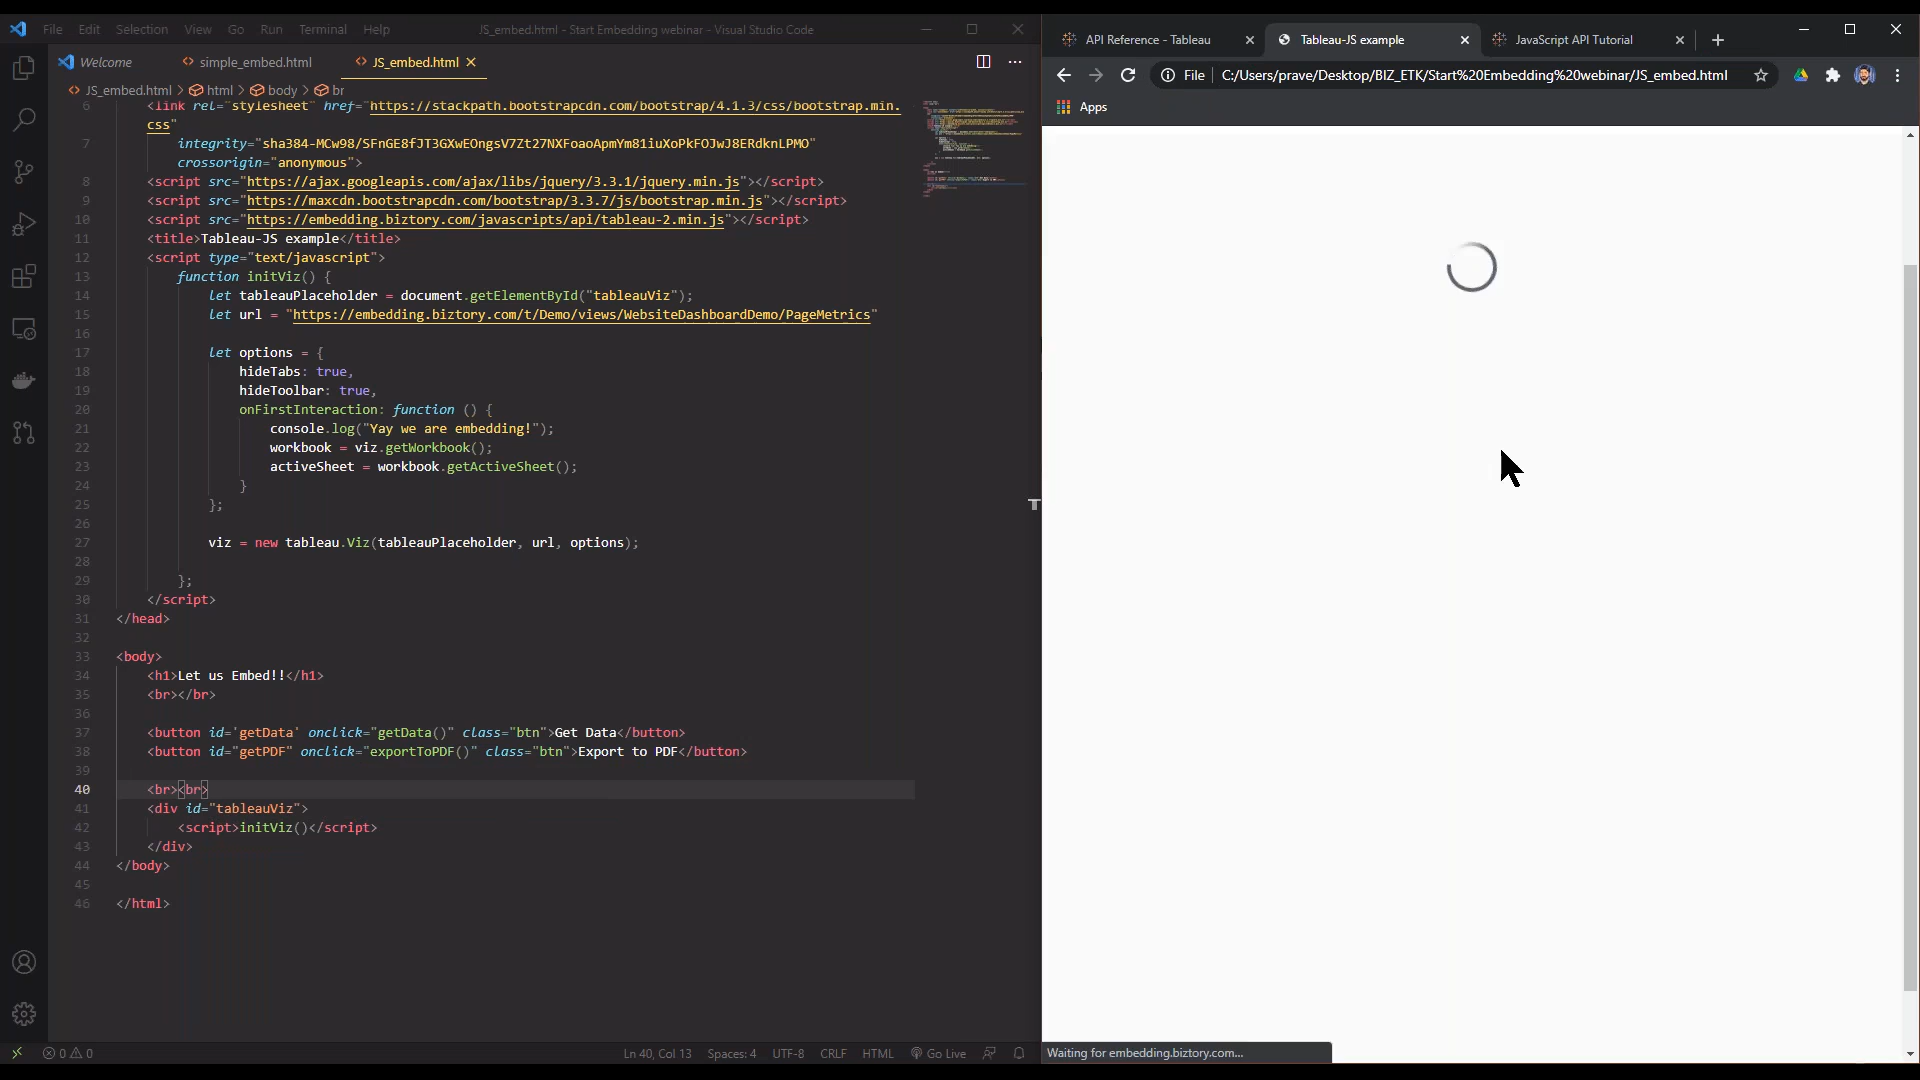 File Edit Selection View Go Run Terminal Help JS_embed.html - Start Embedding webinar - Visual Studio Code
Welcome simple_embed.html JS_embed.html
JS_embed.html > html > body > br
6 <link rel="stylesheet" href="https://stackpath.bootstrapcdn.com/bootstrap/4.1.3/css/bootstrap.min.
css"
7 integrity="sha384-MCw98/SFnGE8fJT3GXwEOngsV7Zt27NXFoaoApmYm81iuXoPkFOJwJ8ERdknLPMO"
crossorigin="anonymous">
8 <script src="https://ajax.googleapis.com/ajax/libs/jquery/3.3.1/jquery.min.js"></script>
9 <script src="https://maxcdn.bootstrapcdn.com/bootstrap/3.3.7/js/bootstrap.min.js"></script>
10 <script src="https://embedding.biztory.com/javascripts/api/tableau-2.min.js"></script>
11 <title>Tableau-JS example</title>
12 <script type="text/javascript">
13 function initViz() {
14 let tableauPlaceholder = document.getElementById("tableauViz");
15 let url = "https://embedding.biztory.com/t/Demo/views/WebsiteDashboardDemo/PageMetrics"
16
17 let options = {
18 hideTabs: true,
19 hideToolbar: true,
20 onFirstInteraction: function () {
21 console.log("Yay we are embedding!");
22 workbook = viz.getWorkbook();
23 activeSheet = workbook.getActiveSheet();
24 }
25 };
26
27 viz = new tableau.Viz(tableauPlaceholder, url, options);
28
29 };
30 </script>
31 </head>
32
33 <body>
34 <h1>Let us Embed!!</h1>
35 <br></br>
36
37 <button id='getData' onclick="getData()" class="btn">Get Data</button>
38 <button id="getPDF" onclick="exportToPDF()" class="btn">Export to PDF</button>
39
40 <br><br>
41 <div id="tableauViz">
42 <script>initViz()</script>
43 </div>
44 </body>
45
46 </html>
0 0 Ln 40, Col 13 Spaces: 4 UTF-8 CRLF HTML Go Live
API Reference - Tableau Tableau-JS example JavaScript API Tutorial
File C:/Users/prave/Desktop/BIZ_ETK/Start%20Embedding%20webinar/JS_embed.html
Apps
T
Waiting for embedding.biztory.com...